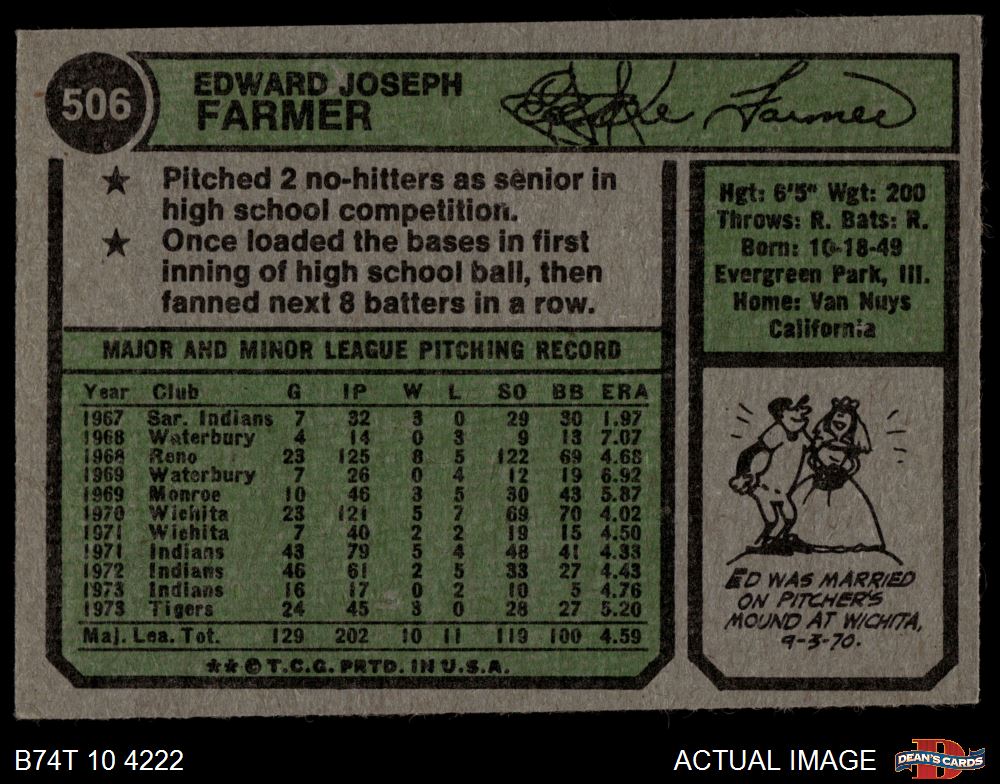 506
EDWARD JOSEPH
FARMER
★ Pitched 2 no-hitters as senior in
high school competition.
★ Once loaded the bases in first
inning of high school ball, then
fanned next 8 batters in a row.
Hgt: 6'5" Wgt: 200
Throws: R. Bats: R.
Born: 10-18-49
Evergreen Park, Ill.
Home: Van Nuys
California
MAJOR AND MINOR LEAGUE PITCHING RECORD
Year Club G IP W L SO BB ERA
1967 Sar. Indians 7 32 3 0 29 30 1.97
1968 Waterbury 4 14 0 3 9 13 7.07
1968 Reno 23 125 8 5 122 69 4.68
1969 Waterbury 7 26 0 4 12 19 6.92
1969 Monroe 10 46 3 5 30 43 5.87
1970 Wichita 23 121 5 7 69 70 4.02
1971 Wichita 7 40 2 2 19 15 4.50
1971 Indians 43 79 5 4 48 41 4.33
1972 Indians 46 61 2 5 33 27 4.43
1973 Indians 16 17 0 2 10 5 4.76
1973 Tigers 24 45 3 0 28 27 5.20
Maj. Lea. Tot. 129 202 10 11 119 100 4.59
★★ © T.C.G. PRTD. IN U.S.A.
ED WAS MARRIED
ON PITCHER'S
MOUND AT WICHITA,
9-3-70.
B74T 10 4222
ACTUAL IMAGE
DEAN'S CARDS
Farmer